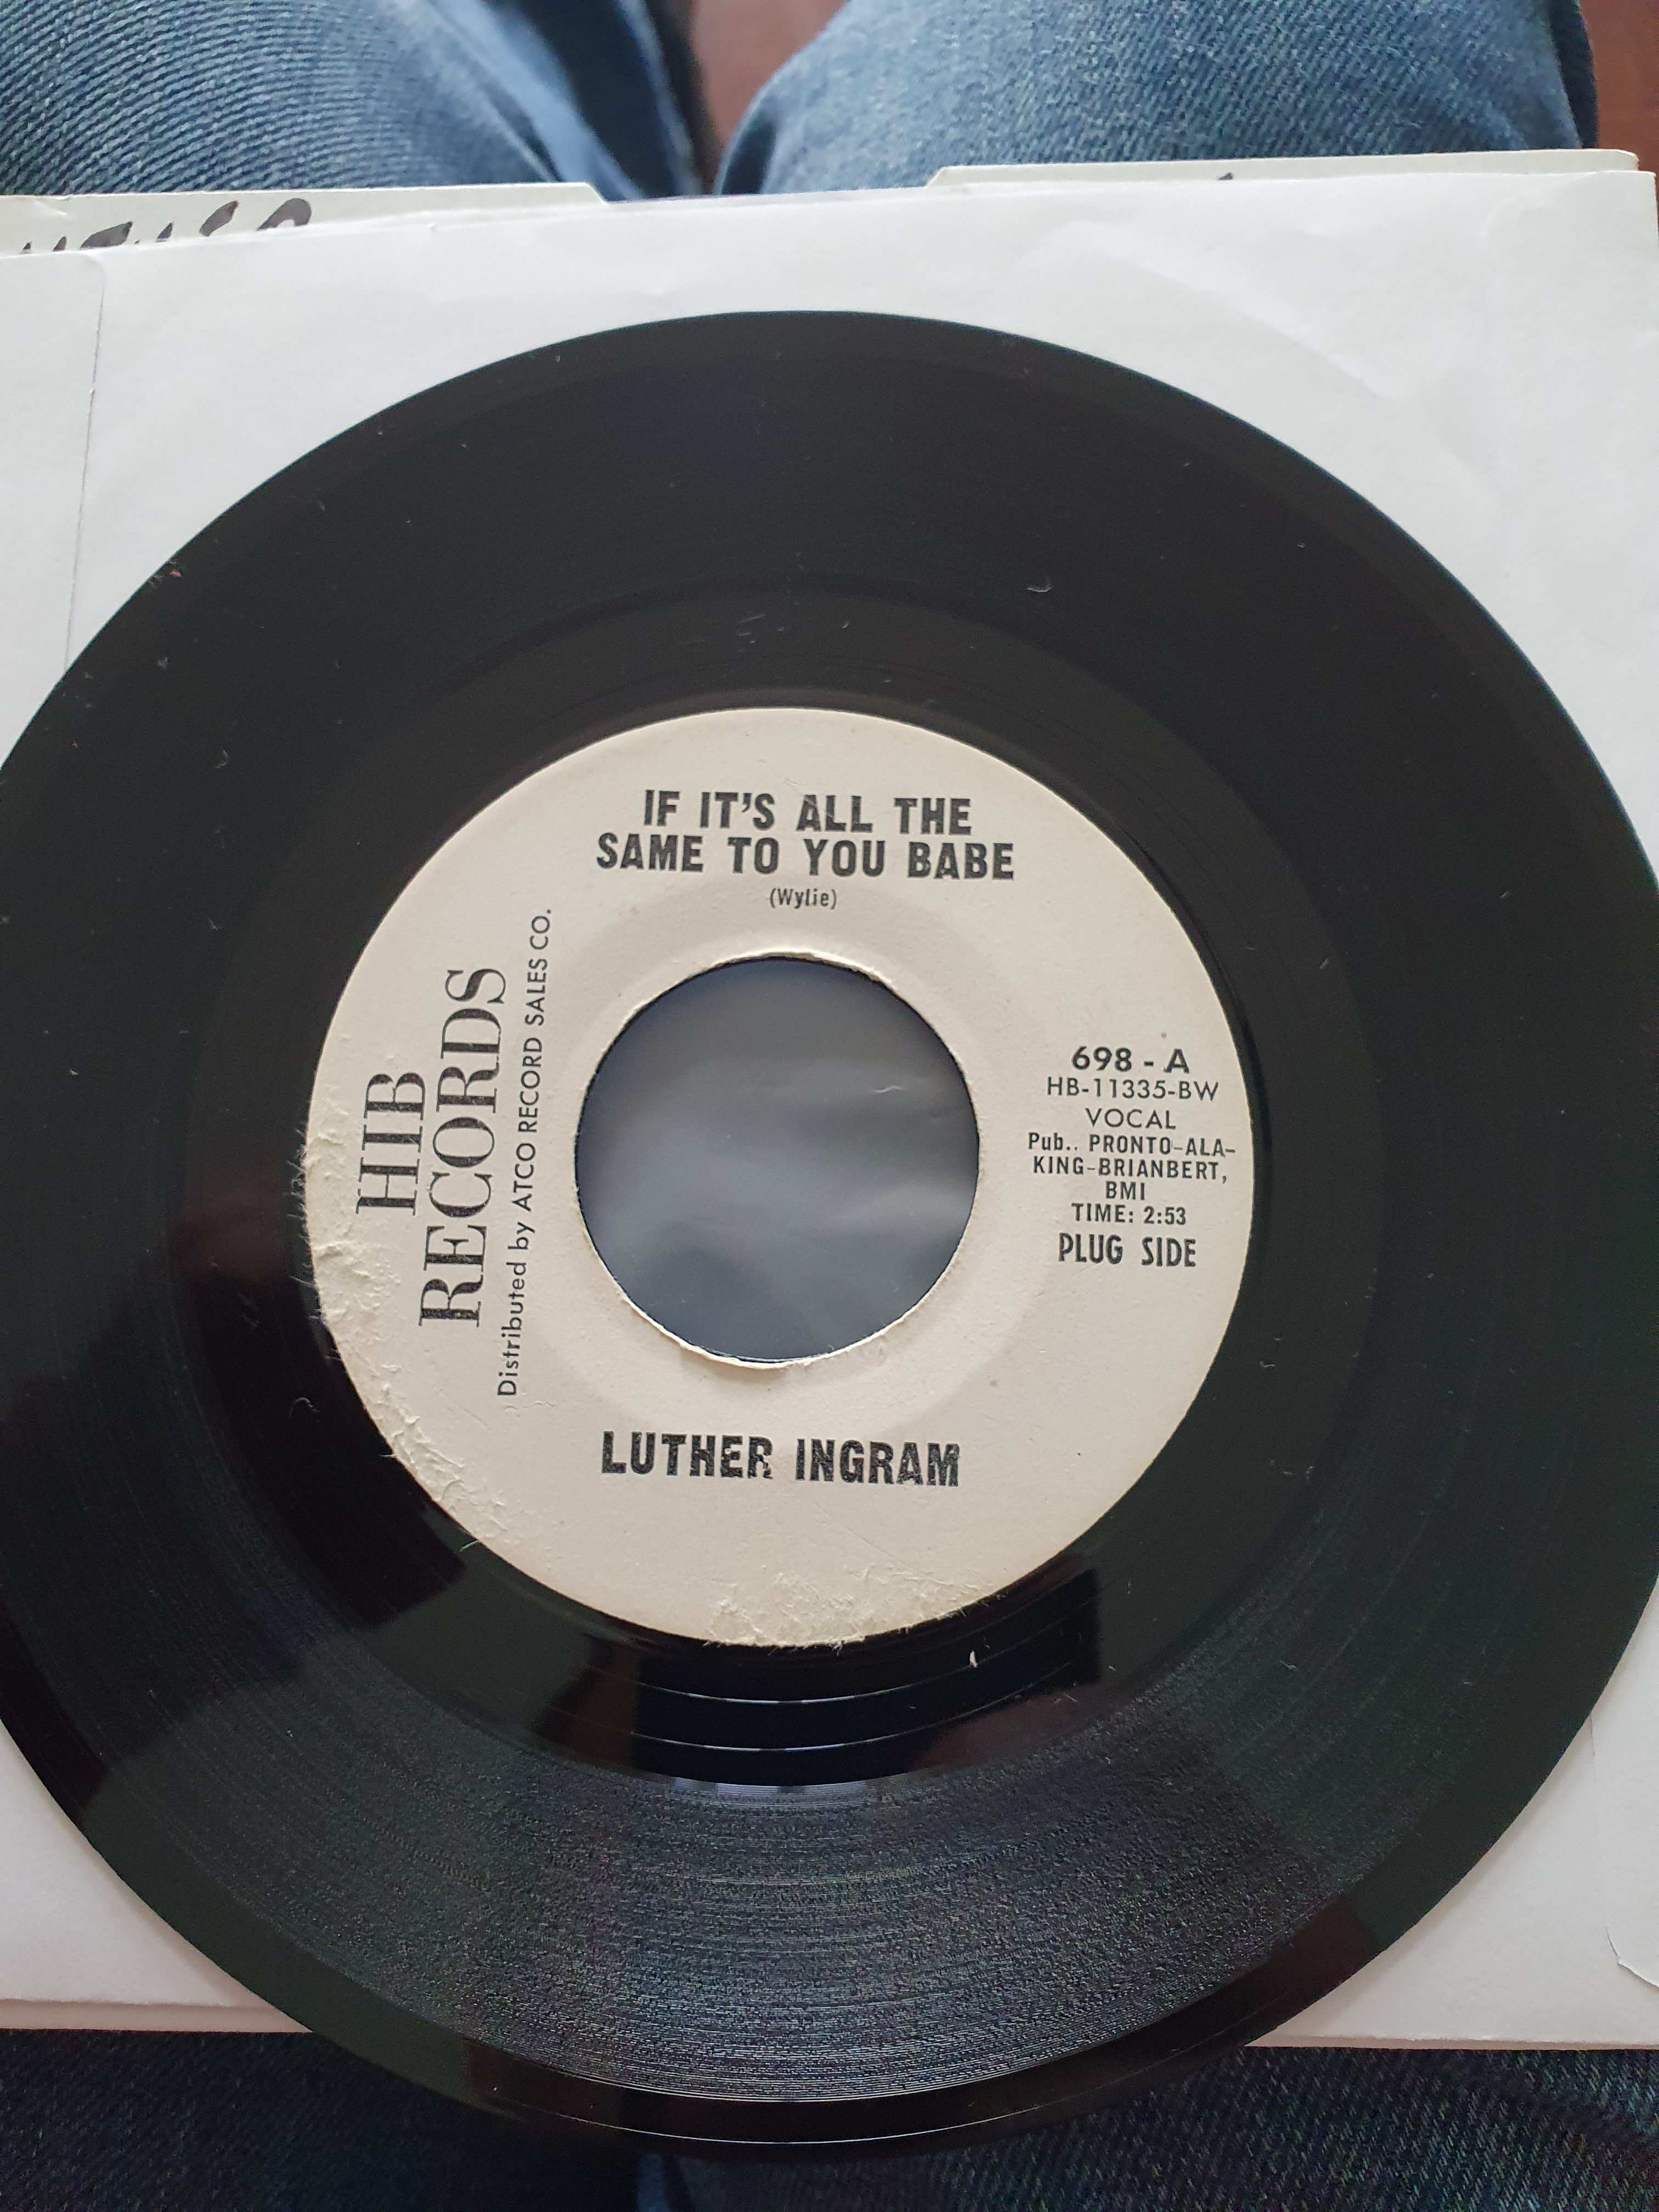 IF IT'S ALL THE
SAME TO YOU BABE
(Wylie)
HIB
RECORDS
Distributed by ATCO RECORD SALES CO.
698 - A
HB-11335-BW
VOCAL
Pub.. PRONTO-ALA-
KING-BRIANBERT,
BMI
TIME: 2:53
PLUG SIDE
LUTHER INGRAM